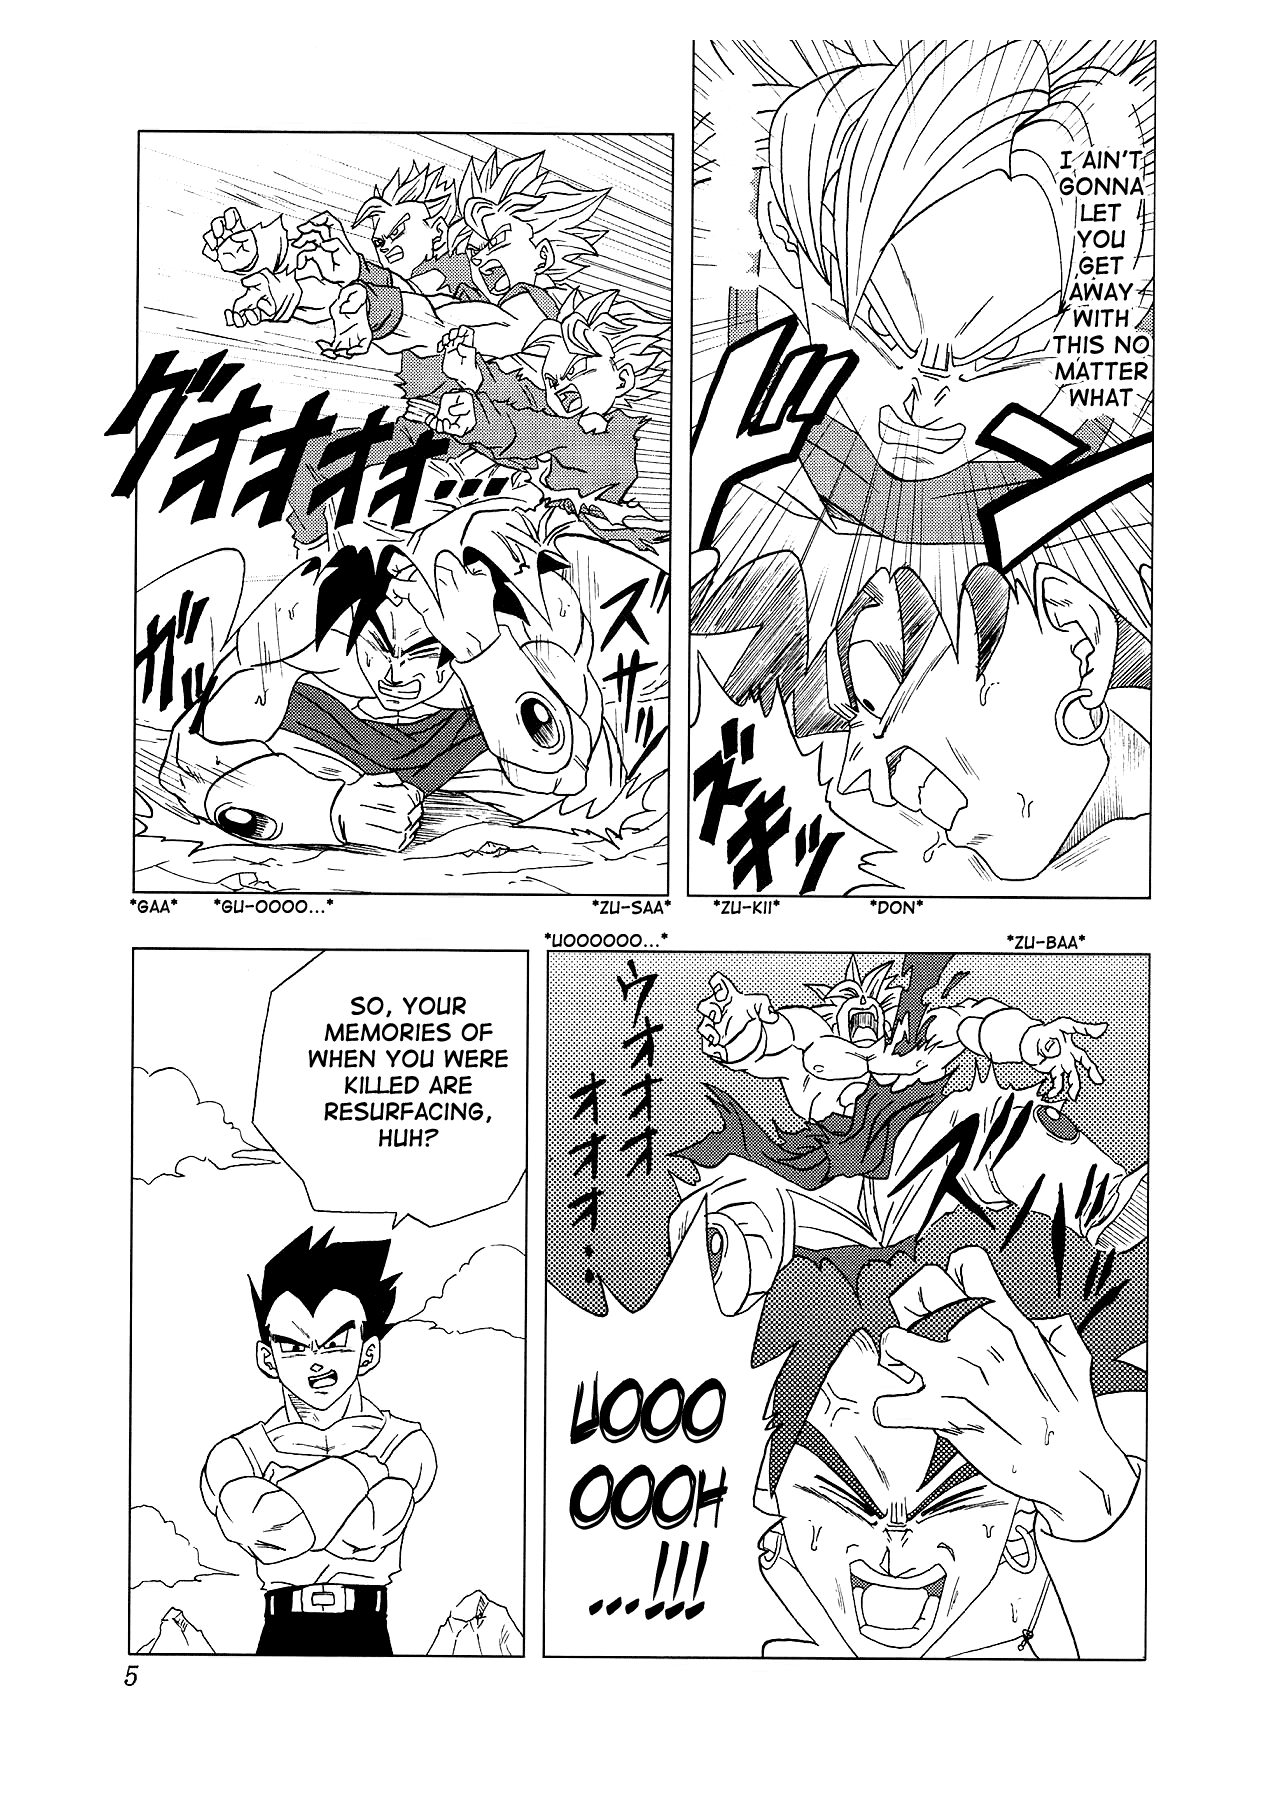 I AIN'T
GONNA
LET
YOU
GET
AWAY
WITH
THIS NO
MATTER
WHAT
ドン
ズキッ
グオオオオォ...
ガッ
ズサッ
*GAA*
*GU-OOOO...*
*ZU-SAA*
*ZU-KII*
*DON*
*UOOOOOO...*
*ZU-BAA*
ウオオオオ
オオオ...
ズバッ
UOOO
OOOH
...!!!
SO, YOUR
MEMORIES OF
WHEN YOU WERE
KILLED ARE
RESURFACING,
HUH?
5